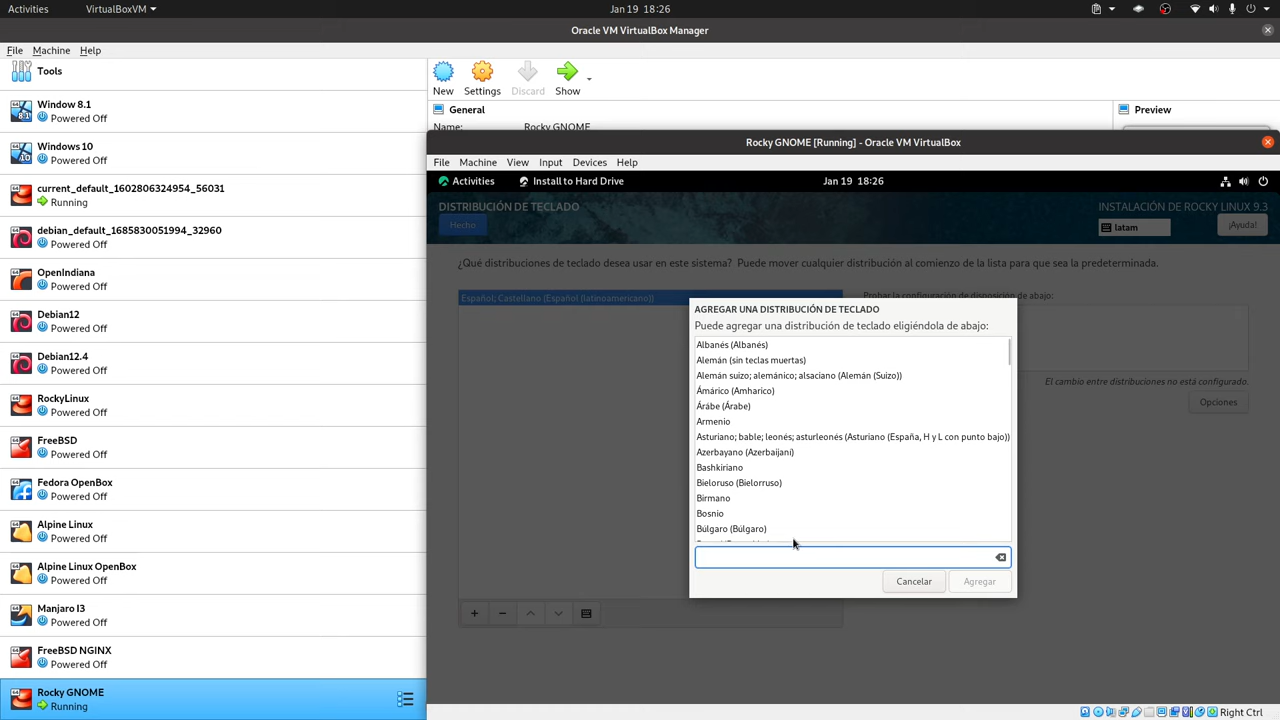 Activities
VirtualBoxVM
Jan 19 18:26
Oracle VM VirtualBox Manager
File Machine Help
Tools
New Settings Discard Show
Window 8.1
Powered Off
Windows 10
Powered Off
current_default_1602806324954_56031
Running
debian_default_1685830051994_32960
Powered Off
OpenIndiana
Powered Off
Debian12
Powered Off
Debian12.4
Powered Off
RockyLinux
Powered Off
FreeBSD
Powered Off
Fedora OpenBox
Powered Off
Alpine Linux
Powered Off
Alpine Linux OpenBox
Powered Off
Manjaro I3
Powered Off
FreeBSD NGINX
Powered Off
Rocky GNOME
Running
General
Preview
Name: Rocky GNOME
Rocky GNOME [Running] - Oracle VM VirtualBox
File Machine View Input Devices Help
Activities Install to Hard Drive Jan 19 18:26
DISTRIBUCIÓN DE TECLADO
INSTALACIÓN DE ROCKY LINUX 9.3
Hecho
latam
¡Ayuda!
¿Qué distribuciones de teclado desea usar en este sistema? Puede mover cualquier distribución al comienzo de la lista para que sea la predeterminada.
Español; Castellano (Español (latinoamericano))
Probar la configuración de disposición de abajo:
El cambio entre distribuciones no está configurado.
Opciones
AGREGAR UNA DISTRIBUCIÓN DE TECLADO
Puede agregar una distribución de teclado eligiéndola de abajo:
Albanés (Albanés)
Alemán (sin teclas muertas)
Alemán suizo; alemánico; alsaciano (Alemán (Suizo))
Ámárico (Amharico)
Árábe (Árabe)
Armenio
Asturiano; bable; leonés; asturleonés (Asturiano (España, H y L con punto bajo))
Azerbayano (Azerbaijani)
Bashkiriano
Bieloruso (Bielorruso)
Birmano
Bosnio
Búlgaro (Búlgaro)
Cancelar
Agregar
Right Ctrl